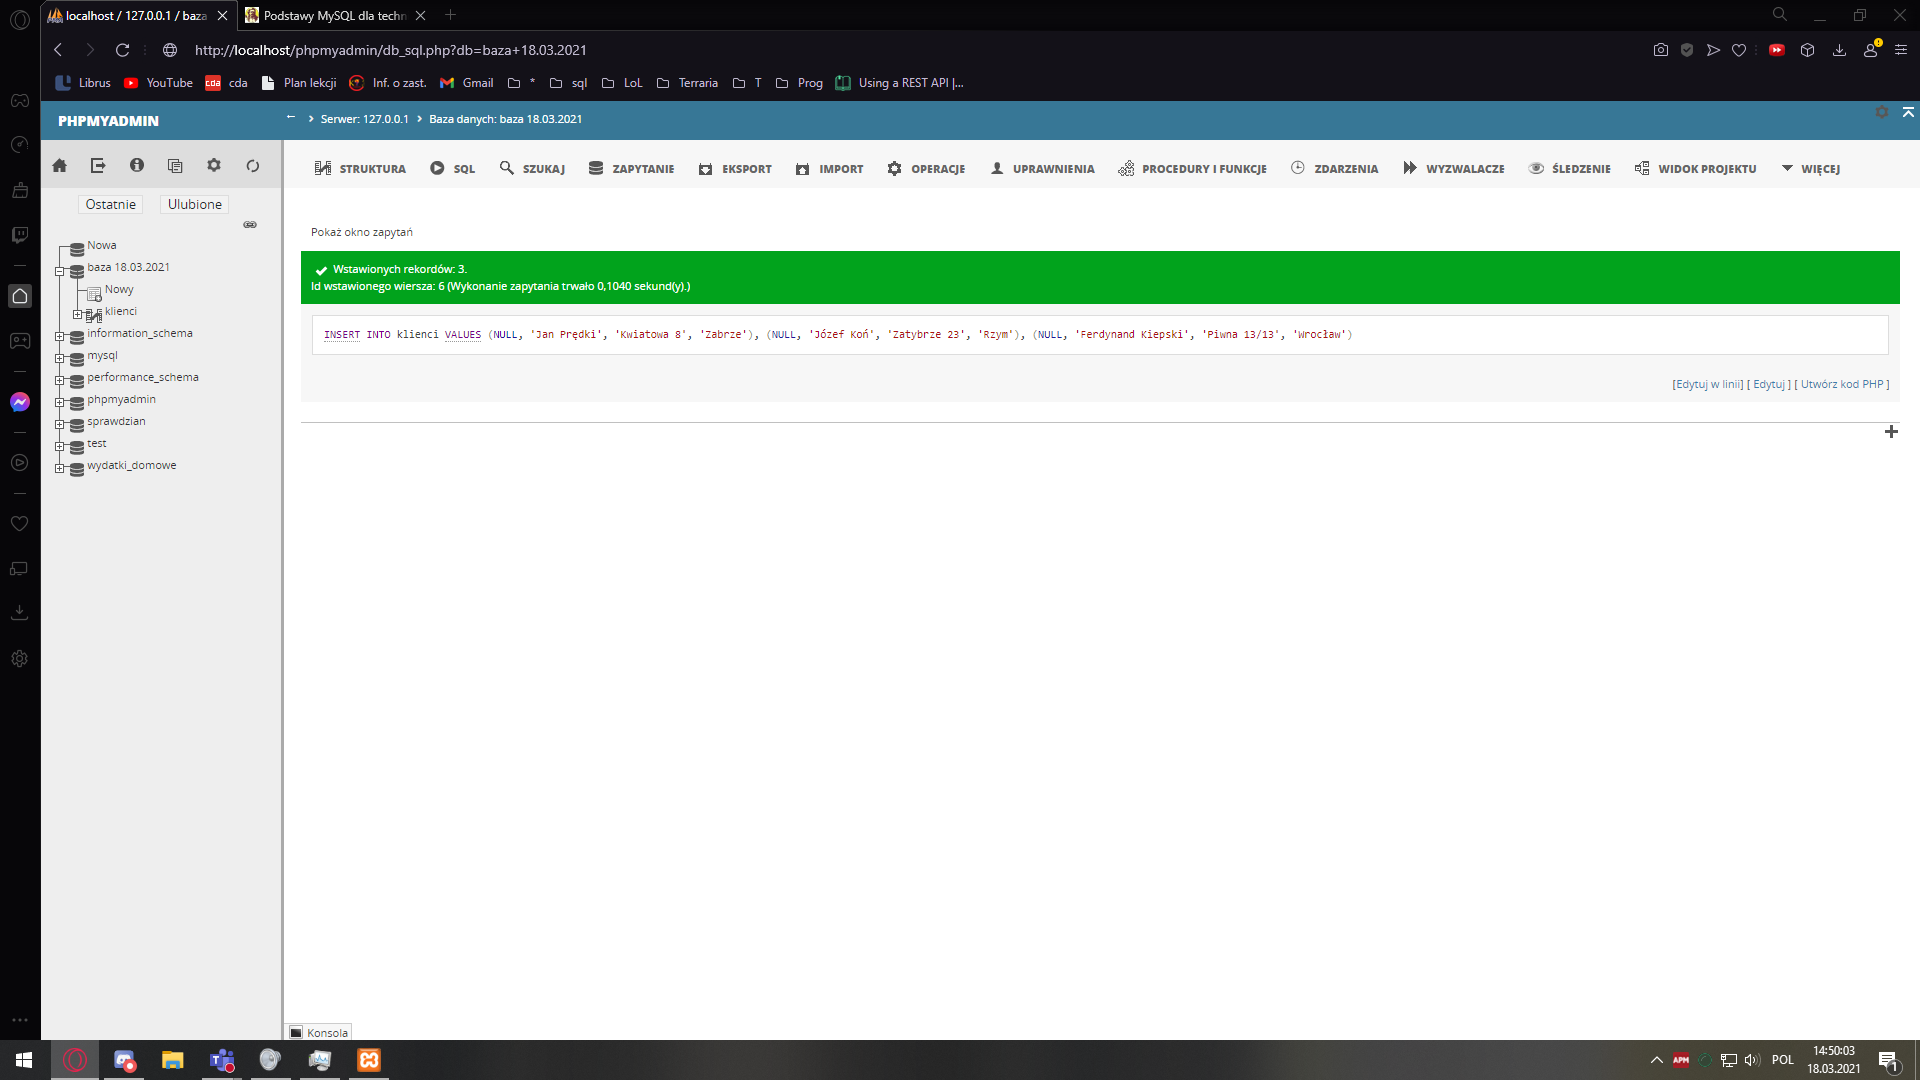 localhost / 127.0.0.1 / baza
Podstawy MySQL dla techn
http://localhost/phpmyadmin/db_sql.php?db=baza+18.03.2021
Librus
YouTube
cda
cda
Plan lekcji
Inf. o zast.
Gmail
*
sql
LoL
Terraria
T
Prog
Using a REST API |...
PHPMYADMIN
Serwer: 127.0.0.1
Baza danych: baza 18.03.2021
STRUKTURA
SQL
SZUKAJ
ZAPYTANIE
EKSPORT
IMPORT
OPERACJE
UPRAWNIENIA
PROCEDURY I FUNKCJE
ZDARZENIA
WYZWALACZE
ŚLEDZENIE
WIDOK PROJEKTU
WIĘCEJ
Ostatnie
Ulubione
Nowa
baza 18.03.2021
Nowy
klienci
information_schema
mysql
performance_schema
phpmyadmin
sprawdzian
test
wydatki_domowe
Pokaż okno zapytań
Wstawionych rekordów: 3.
Id wstawionego wiersza: 6 (Wykonanie zapytania trwało 0,1040 sekund(y).)
INSERT INTO klienci VALUES (NULL, 'Jan Prędki', 'Kwiatowa 8', 'Zabrze'), (NULL, 'Józef Koń', 'Zatybrze 23', 'Rzym'), (NULL, 'Ferdynand Kiepski', 'Piwna 13/13', 'Wrocław')
[Edytuj w linii] [ Edytuj ] [ Utwórz kod PHP ]
Konsola
APM
POL
14:50:03
18.03.2021
1